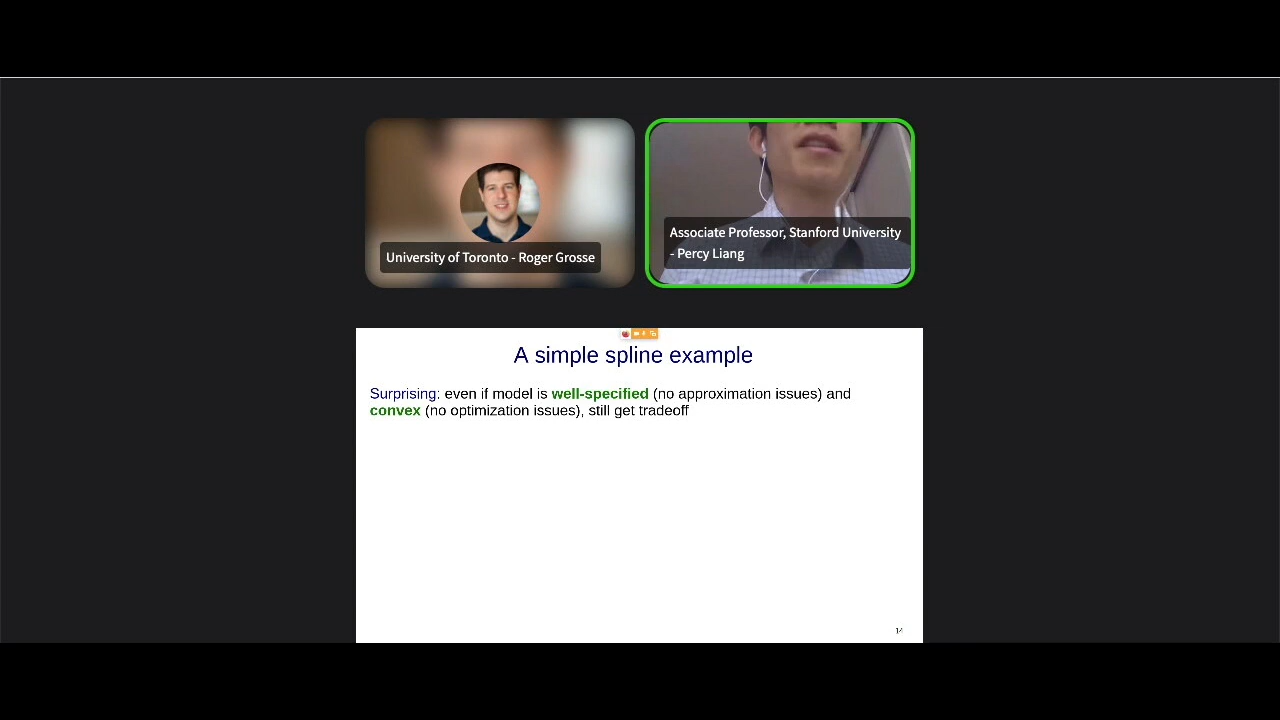 University of Toronto - Roger Grosse
Associate Professor, Stanford University
- Percy Liang
A simple spline example
Surprising: even if model is well-specified (no approximation issues) and
convex (no optimization issues), still get tradeoff
14